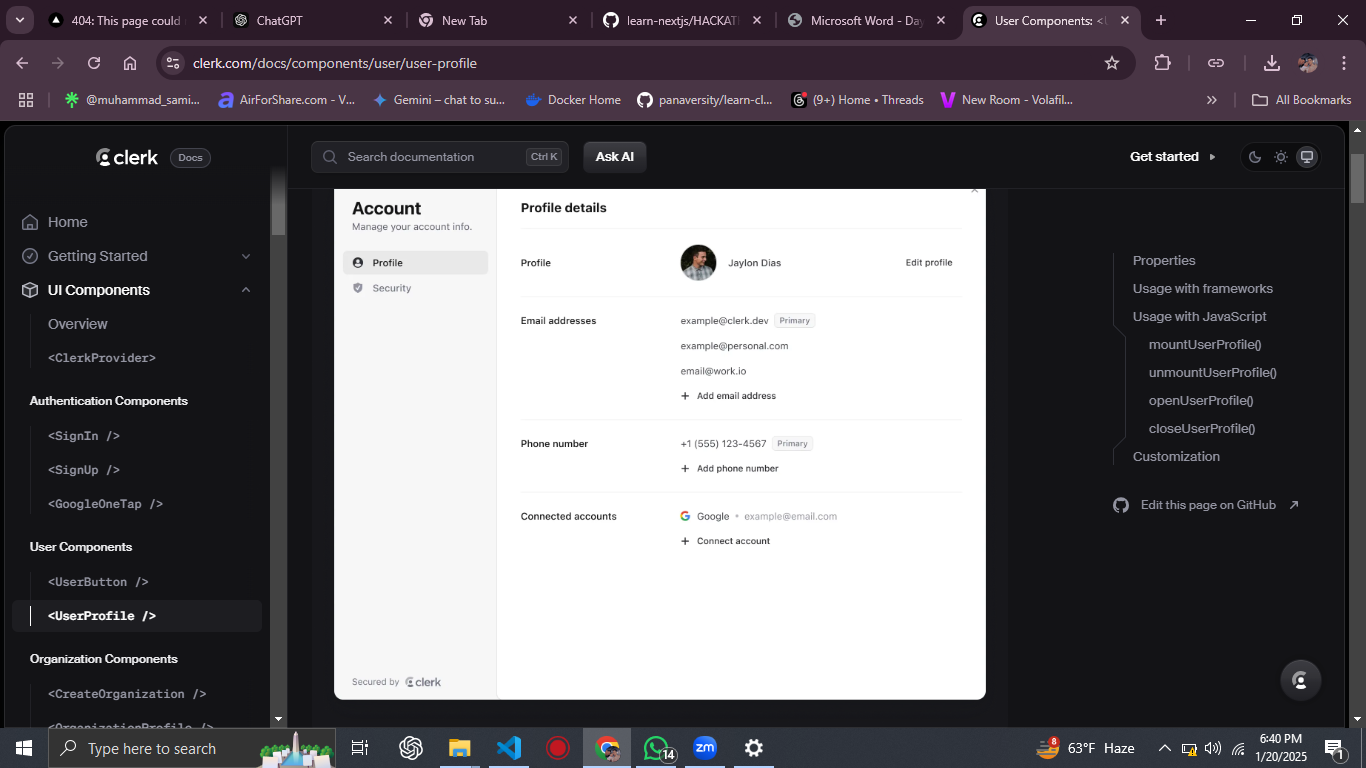 404: This page could
ChatGPT
New Tab
learn-nextjs/HACKATH
Microsoft Word - Day
User Components: <U
clerk.com/docs/components/user/user-profile
@muhammad_sami...
AirForShare.com - V...
Gemini – chat to su...
Docker Home
panaversity/learn-cl...
(9+) Home • Threads
New Room - Volafil...
»
All Bookmarks
clerk
Docs
Search documentation
Ctrl K
Ask AI
Get started
Home
Getting Started
UI Components
Overview
<ClerkProvider>
Authentication Components
<SignIn />
<SignUp />
<GoogleOneTap />
User Components
<UserButton />
<UserProfile />
Organization Components
<CreateOrganization />
<OrganizationProfile />
Account
Manage your account info.
Profile
Security
Secured by clerk
Profile details
Profile
Jaylon Dias
Edit profile
Email addresses
example@clerk.dev Primary
example@personal.com
email@work.io
+ Add email address
Phone number
+1 (555) 123-4567 Primary
+ Add phone number
Connected accounts
Google • example@email.com
+ Connect account
Properties
Usage with frameworks
Usage with JavaScript
mountUserProfile()
unmountUserProfile()
openUserProfile()
closeUserProfile()
Customization
Edit this page on GitHub
Type here to search
14
zm
8
63°F Haze
6:40 PM
1/20/2025
1